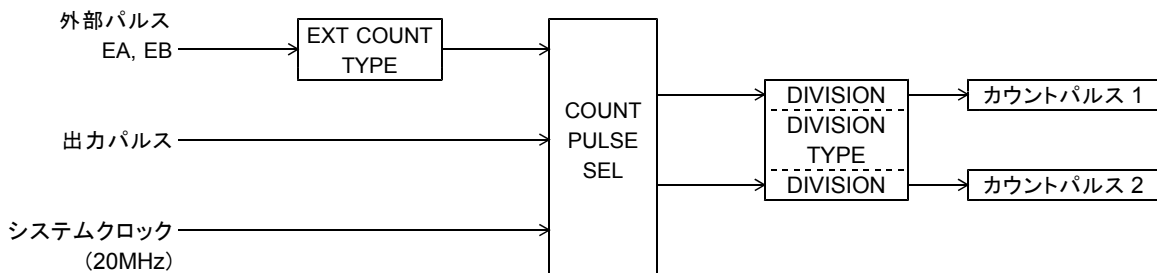 外部パルス
EA, EB
EXT COUNT
TYPE
出力パルス
システムクロック
(20MHz)
COUNT
PULSE
SEL
DIVISION
DIVISION
TYPE
DIVISION
カウントパルス 1
カウントパルス 2